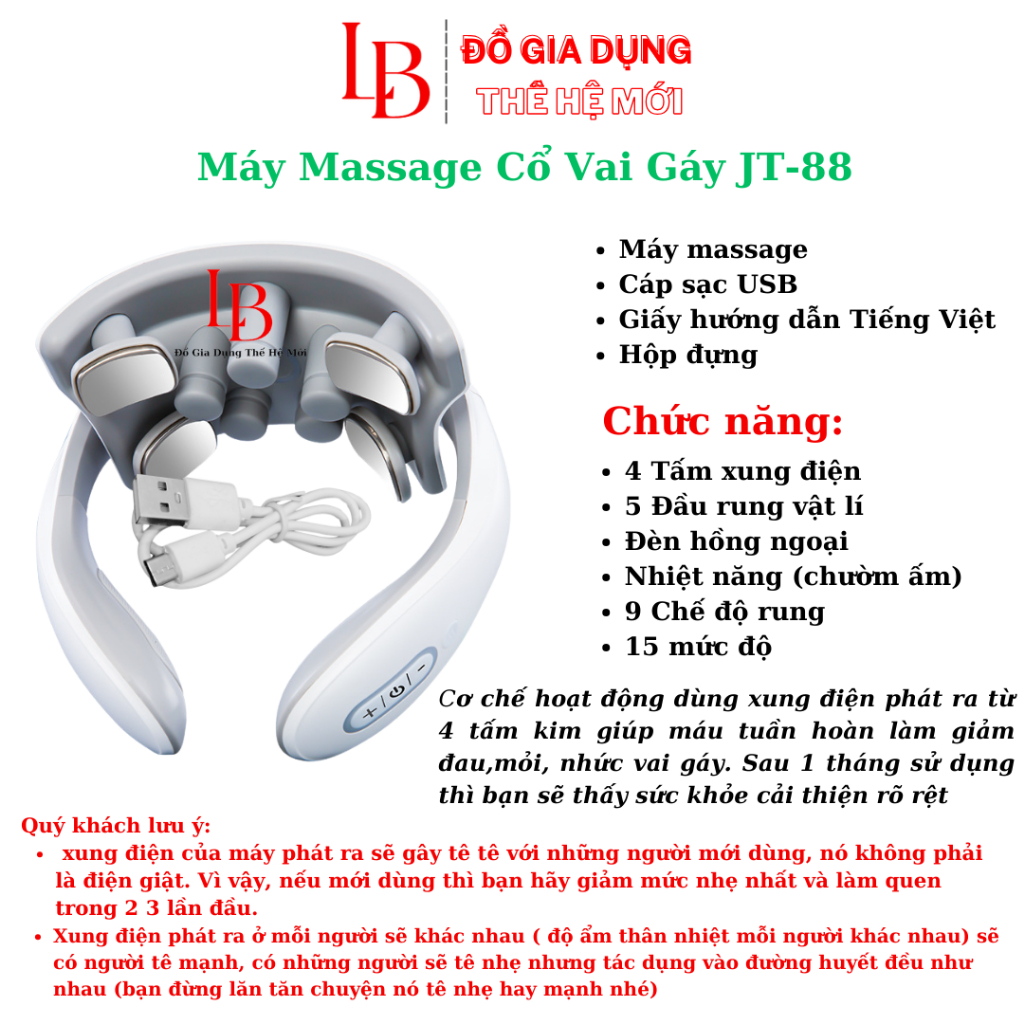 LB
ĐỒ GIA DỤNG
THẾ HỆ MỚI
Máy Massage Cổ Vai Gáy JT-88
LB
Đồ Gia Dụng Thế Hệ Mới
• Máy massage
• Cáp sạc USB
• Giấy hướng dẫn Tiếng Việt
• Hộp đựng
Chức năng:
• 4 Tấm xung điện
• 5 Đầu rung vật lí
• Đèn hồng ngoại
• Nhiệt năng (chườm ấm)
• 9 Chế độ rung
• 15 mức độ
Cơ chế hoạt động dùng xung điện phát ra từ
4 tấm kim giúp máu tuần hoàn làm giảm
đau,mỏi, nhức vai gáy. Sau 1 tháng sử dụng
thì bạn sẽ thấy sức khỏe cải thiện rõ rệt
Quý khách lưu ý:
• xung điện của máy phát ra sẽ gây tê tê với những người mới dùng, nó không phải
là điện giật. Vì vậy, nếu mới dùng thì bạn hãy giảm mức nhẹ nhất và làm quen
trong 2 3 lần đầu.
• Xung điện phát ra ở mỗi người sẽ khác nhau ( độ ẩm thân nhiệt mỗi người khác nhau) sẽ
có người tê mạnh, có những người sẽ tê nhẹ nhưng tác dụng vào đường huyết đều như
nhau (bạn đừng lăn tăn chuyện nó tê nhẹ hay mạnh nhé)